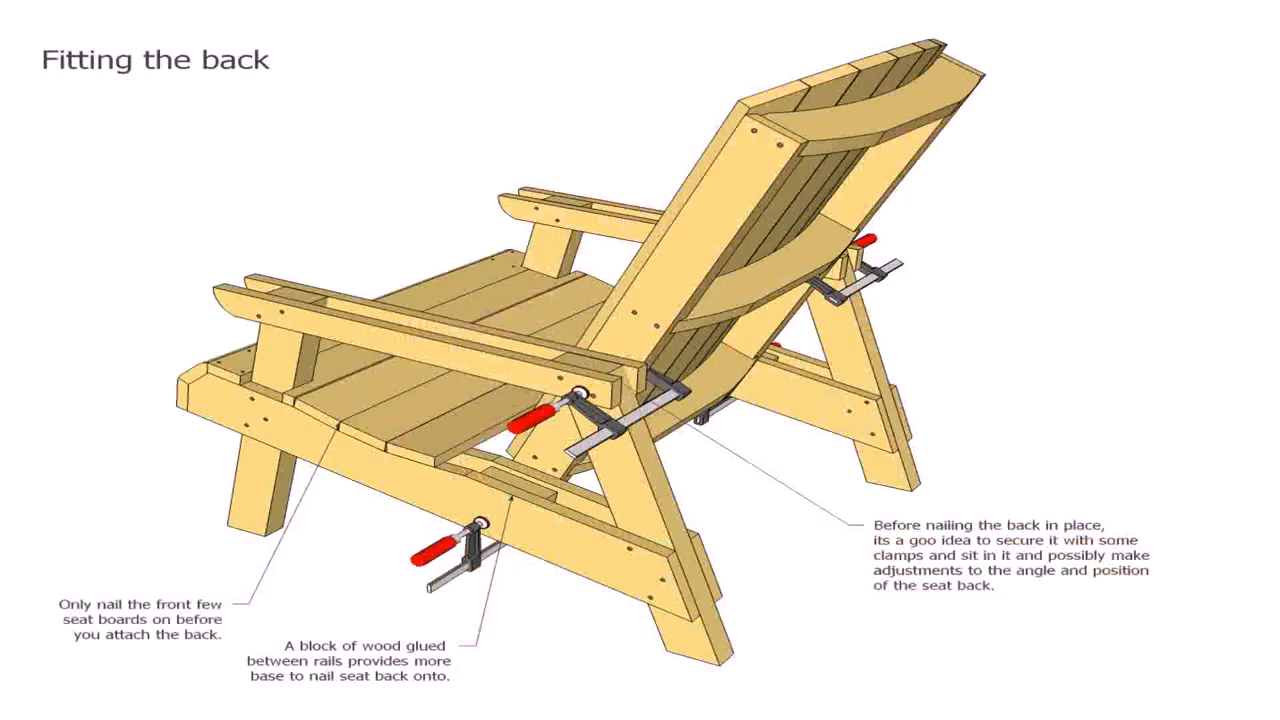 Fitting the back
Before nailing the back in place,
its a goo idea to secure it with some
clamps and sit in it and possibly make
adjustments to the angle and position
of the seat back.
Only nail the front few
seat boards on before
you attach the back.
A block of wood glued
between rails provides more
base to nail seat back onto.